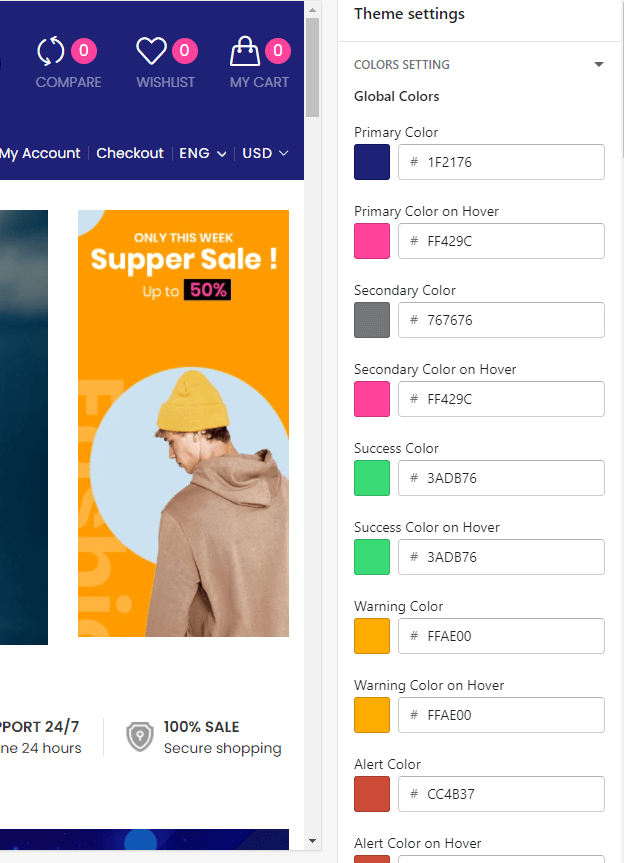 0
0
0
COMPARE
WISHLIST
MY CART
My Account
Checkout
ENG
USD
ONLY THIS WEEK
Supper Sale !
Up to 50%
Fashio
PPORT 24/7
ne 24 hours
100% SALE
Secure shopping
Theme settings
COLORS SETTING
Global Colors
Primary Color
# 1F2176
Primary Color on Hover
# FF429C
Secondary Color
# 767676
Secondary Color on Hover
# FF429C
Success Color
# 3ADB76
Success Color on Hover
# 3ADB76
Warning Color
# FFAE00
Warning Color on Hover
# FFAE00
Alert Color
# CC4B37
Alert Color on Hover